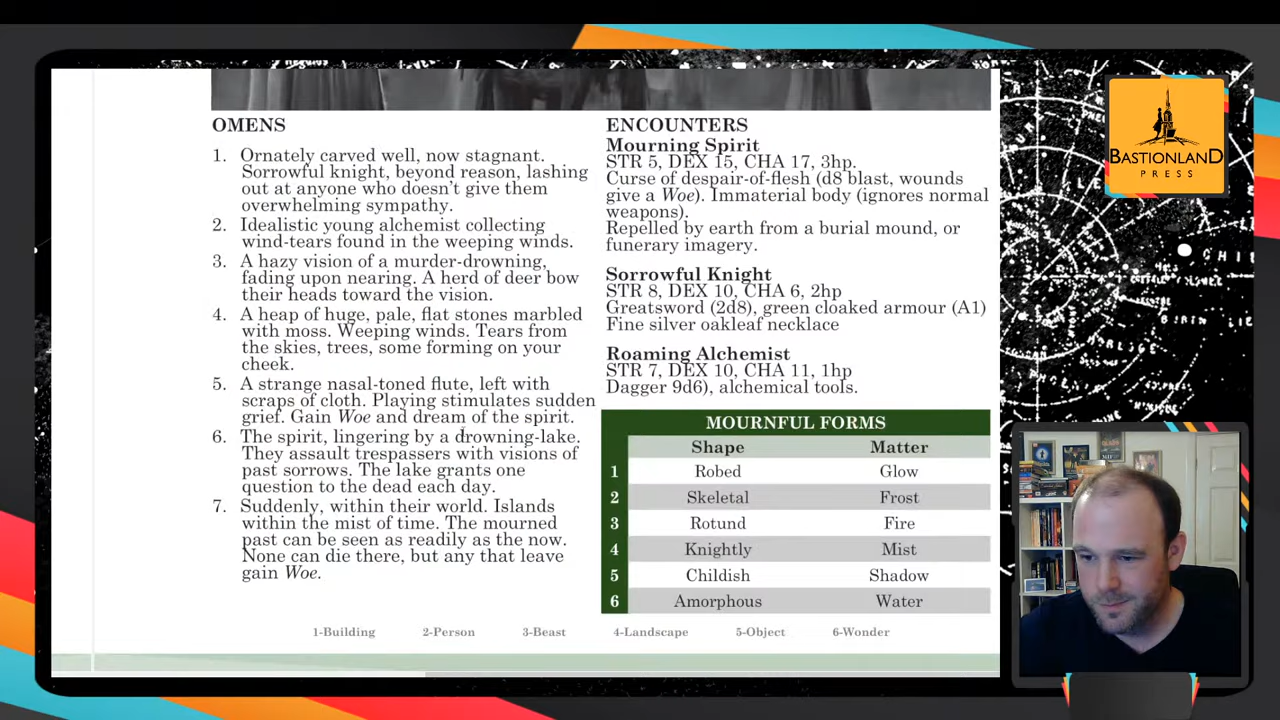 OMENS
1. Ornately carved well, now stagnant.
Sorrowful knight, beyond reason, lashing
out at anyone who doesn't give them
overwhelming sympathy.
2. Idealistic young alchemist collecting
wind-tears found in the weeping winds.
3. A hazy vision of a murder-drowning,
fading upon nearing. A herd of deer bow
their heads toward the vision.
4. A heap of huge, pale, flat stones marbled
with moss. Weeping winds. Tears from
the skies, trees, some forming on your
cheek.
5. A strange nasal-toned flute, left with
scraps of cloth. Playing stimulates sudden
grief. Gain Woe and dream of the spirit.
6. The spirit, lingering by a drowning-lake.
They assault trespassers with visions of
past sorrows. The lake grants one
question to the dead each day.
7. Suddenly, within their world. Islands
within the mist of time. The mourned
past can be seen as readily as the now.
None can die there, but any that leave
gain Woe.
ENCOUNTERS
Mourning Spirit
STR 5, DEX 15, CHA 17, 3hp.
Curse of despair-of-flesh (d8 blast, wounds
give a Woe). Immaterial body (ignores normal
weapons).
Repelled by earth from a burial mound, or
funerary imagery.
Sorrowful Knight
STR 8, DEX 10, CHA 6, 2hp
Greatsword (2d8), green cloaked armour (A1)
Fine silver oakleaf necklace
Roaming Alchemist
STR 7, DEX 10, CHA 11, 1hp
Dagger 9d6), alchemical tools.
MOURNFUL FORMS
Shape Matter
1 Robed Glow
2 Skeletal Frost
3 Rotund Fire
4 Knightly Mist
5 Childish Shadow
6 Amorphous Water
1-Building 2-Person 3-Beast 4-Landscape 5-Object 6-Wonder
BASTIONLAND
PRESS